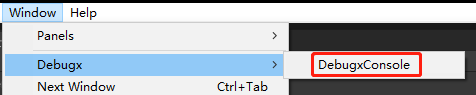 Window Help
Panels >
Debugx > DebugxConsole
Next Window Ctrl+Tab